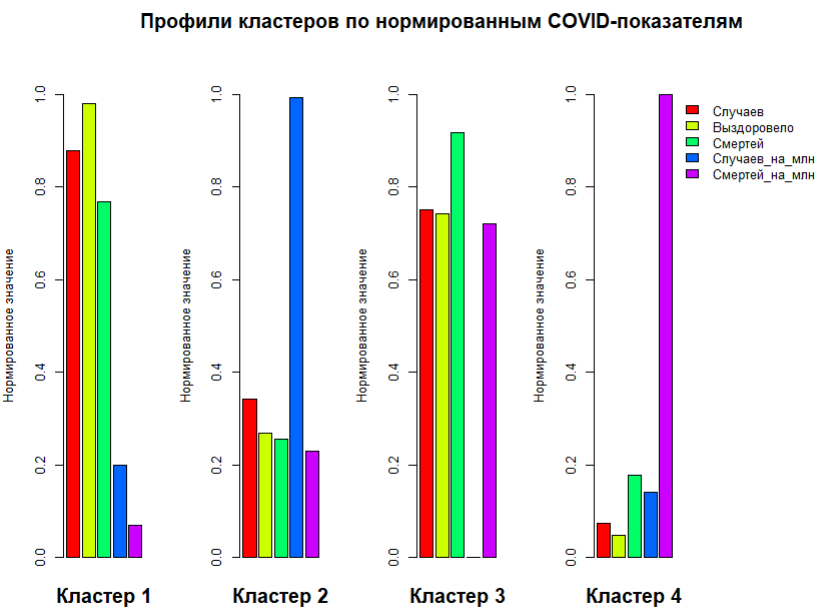 Профили кластеров по нормированным COVID-показателям
Нормированное значение
0.0
0.2
0.4
0.6
0.8
1.0
Кластер 1
Нормированное значение
0.0
0.2
0.4
0.6
0.8
1.0
Кластер 2
Нормированное значение
0.0
0.2
0.4
0.6
0.8
1.0
Кластер 3
Нормированное значение
0.0
0.2
0.4
0.6
0.8
1.0
Кластер 4
Случаев
Выздоровело
Смертей
Случаев_на_млн
Смертей_на_млн